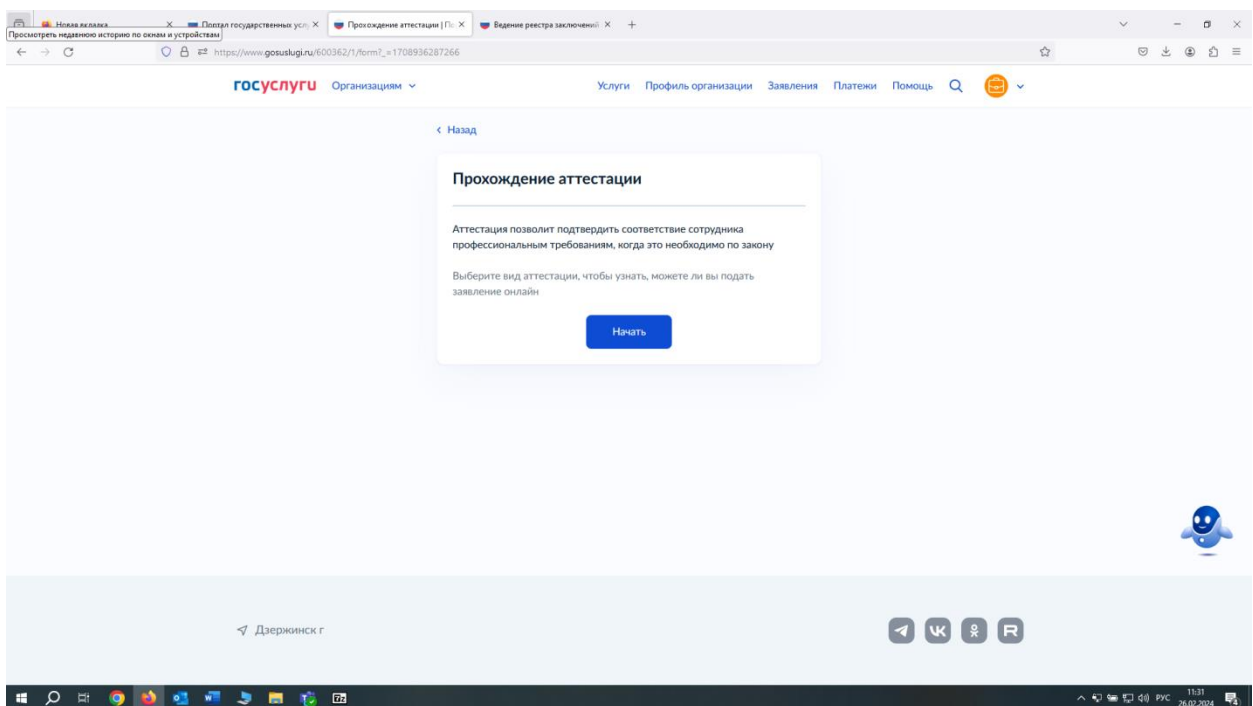 Новая вкладка
Портал государственных усл
Прохождение аттестации | По
Ведение реестра заключений
Просмотреть недавнюю историю по окнам и устройствам
https://www.gosuslugi.ru/600362/1/form?_=1708936287266
госуслуги
Организациям
Услуги
Профиль организации
Заявления
Платежи
Помощь
Назад
Прохождение аттестации
Аттестация позволит подтвердить соответствие сотрудника
профессиональным требованиям, когда это необходимо по закону
Выберите вид аттестации, чтобы узнать, можете ли вы подать
заявление онлайн
Начать
Дзержинск г
РУС
11:31
26.02.2024